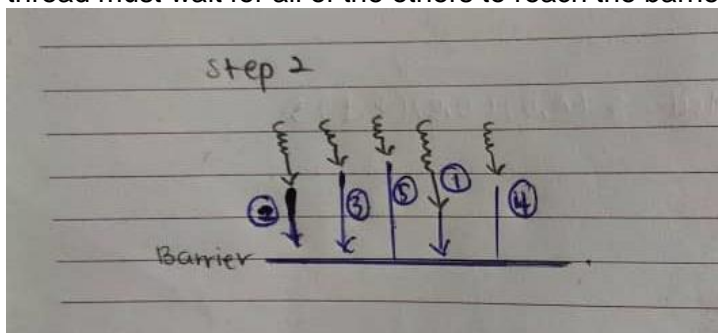 thread must wait for all of the others to reach the barrie
Step 2
② ③ ⑤ ① ④
Barrier